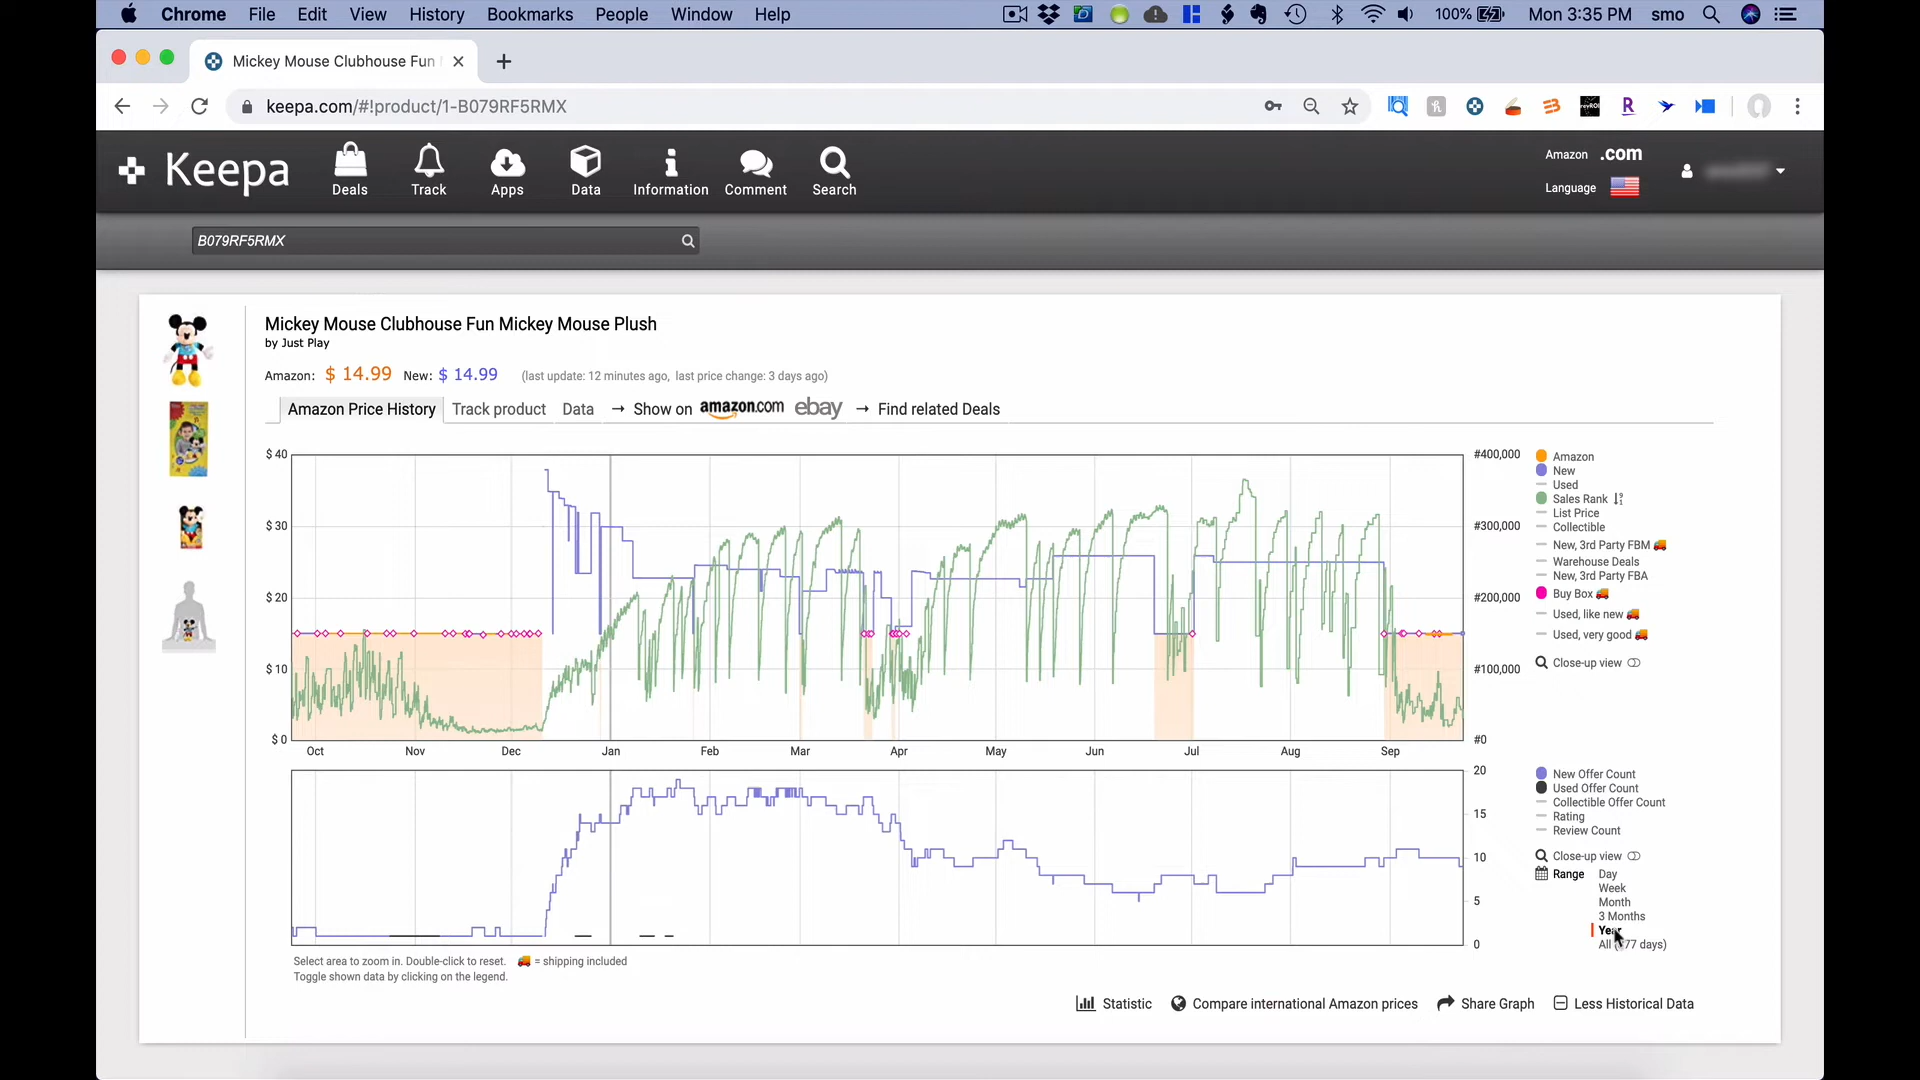 Chrome File Edit View History Bookmarks People Window Help 100% Mon 3:35 PM smo
Mickey Mouse Clubhouse Fun
keepa.com/#!product/1-B079RF5RMX
Keepa Deals Track Apps Data Information Comment Search
Amazon .com
Language
B079RF5RMX
Mickey Mouse Clubhouse Fun Mickey Mouse Plush
by Just Play
Amazon: $ 14.99 New: $ 14.99 (last update: 12 minutes ago, last price change: 3 days ago)
Amazon Price History Track product Data → Show on amazon.com ebay → Find related Deals
$ 40
$ 30
$ 20
$ 10
$ 0
#400,000
#300,000
#200,000
#100,000
#0
Oct Nov Dec Jan Feb Mar Apr May Jun Jul Aug Sep
Amazon
New
Used
Sales Rank
List Price
Collectible
New, 3rd Party FBM
Warehouse Deals
New, 3rd Party FBA
Buy Box
Used, like new
Used, very good
Close-up view
20
15
10
5
0
New Offer Count
Used Offer Count
Collectible Offer Count
Rating
Review Count
Close-up view
Range Day
Week
Month
3 Months
Year
All ( 77 days)
Select area to zoom in. Double-click to reset. = shipping included
Toggle shown data by clicking on the legend.
Statistic Compare international Amazon prices Share Graph Less Historical Data